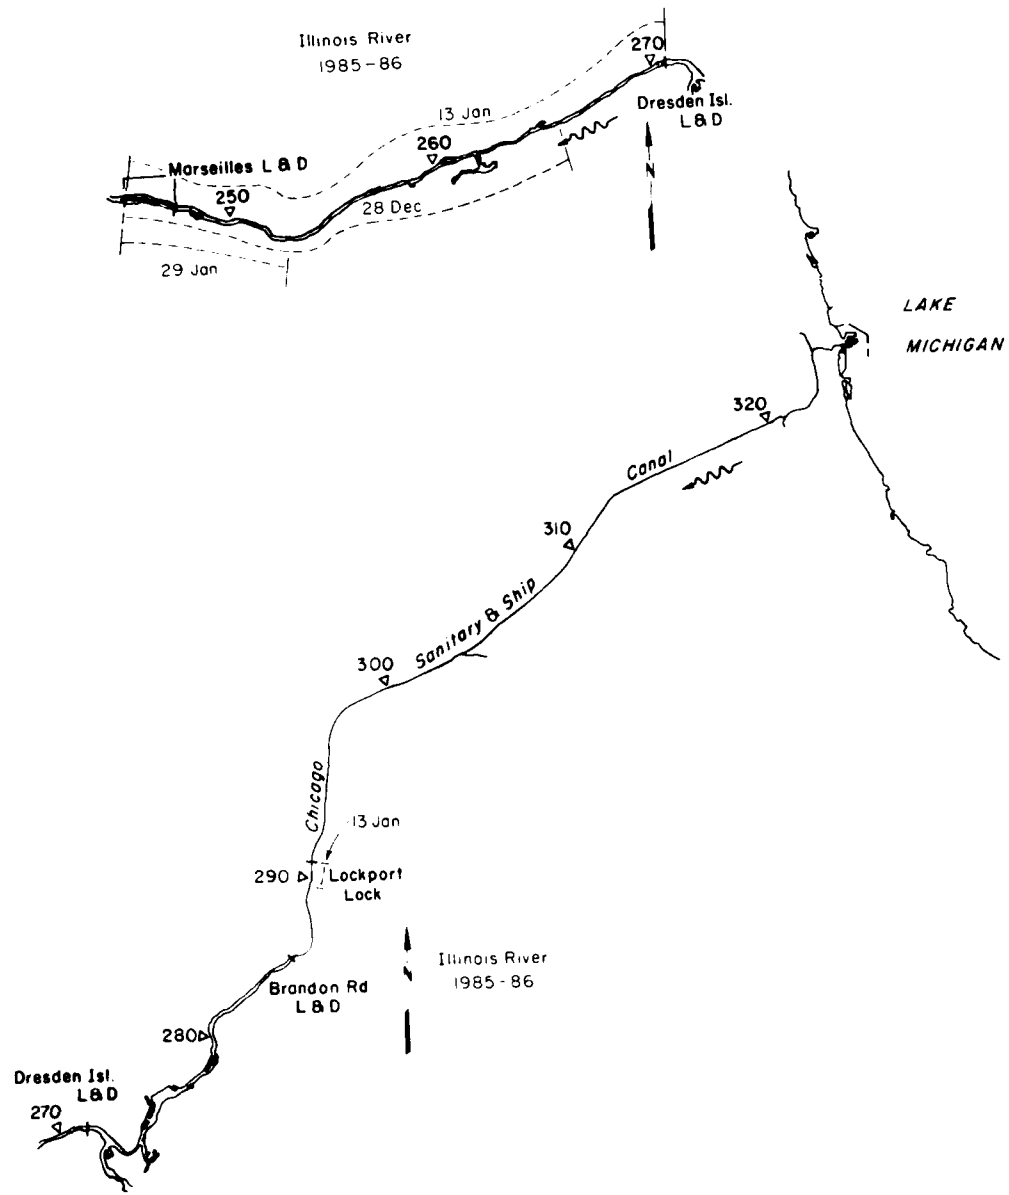 Illinois River
1985-86
270
13 Jan
Dresden Isl.
L & D
260
Marseilles L & D
250
28 Dec
N
29 Jan
LAKE
MICHIGAN
320
Canal
310
Sanitary & Ship
300
Chicago
13 Jan
290
Lockport
Lock
Illinois River
1985-86
N
Brandon Rd
L & D
280
Dresden Isl.
L & D
270